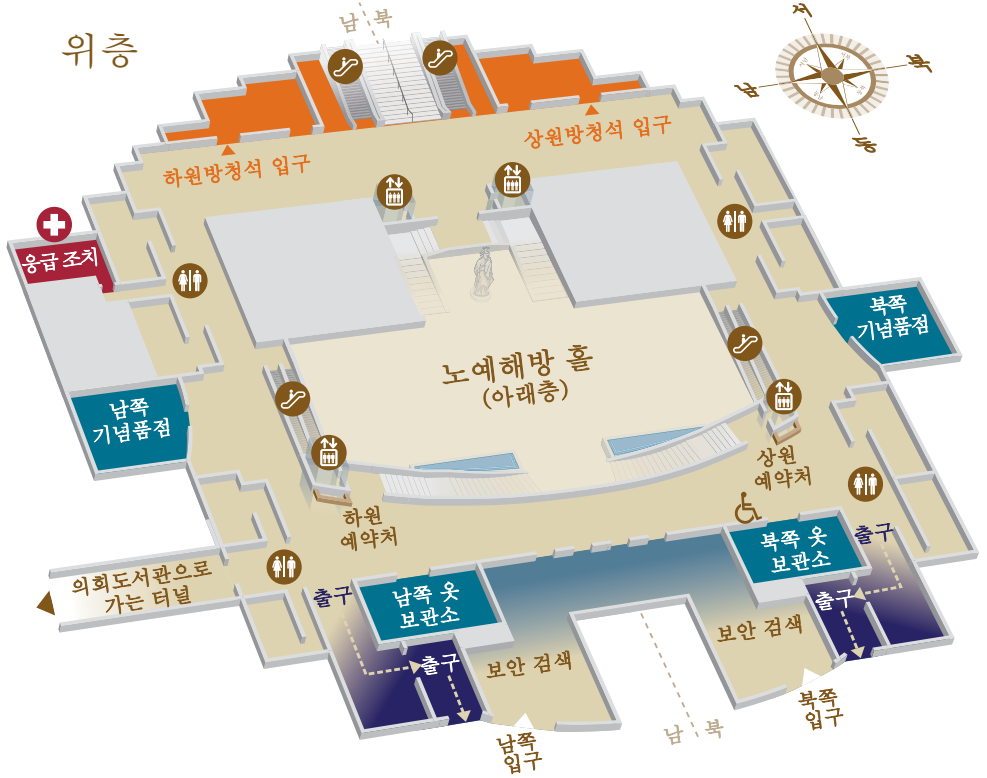 위층
남 북
서
북
남
동
상원방청석 입구
하원방청석 입구
응급 조치
북쪽
기념품점
노예해방 홀
(아래층)
남쪽
기념품점
상원
예약처
하원
예약처
북쪽 옷
보관소
출구
의회도서관으로
가는 터널
출구
남쪽 옷
보관소
출구
보안 검색
출구
보안 검색
북쪽
입구
남 북
남쪽
입구